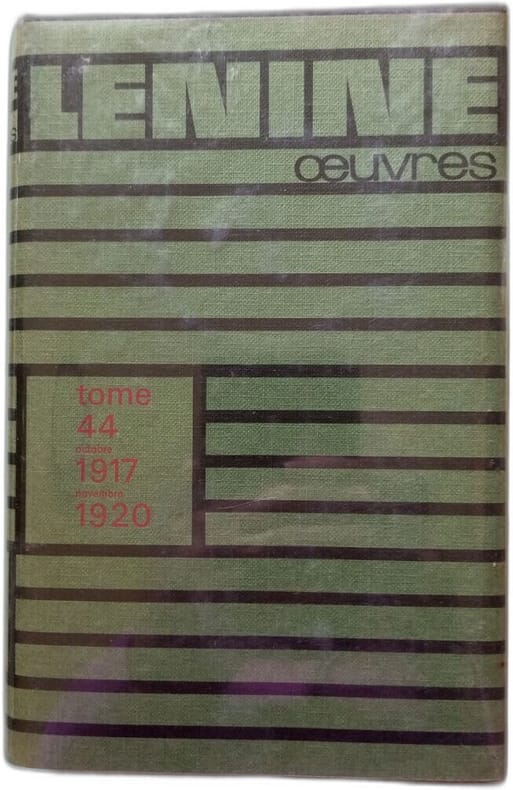 LENINE
œuvres
tome
44
octobre
1917
novembre
1920